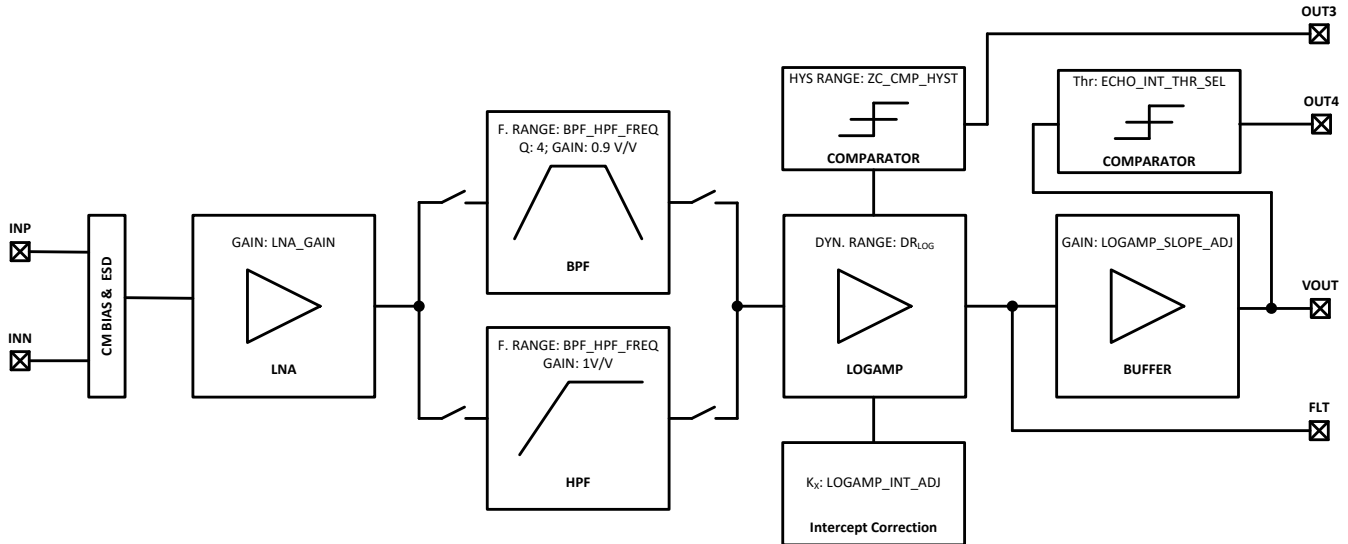 OUT3
HYS RANGE: ZC_CMP_HYST
COMPARATOR
Thr: ECHO_INT_THR_SEL
COMPARATOR
OUT4
F. RANGE: BPF_HPF_FREQ
Q: 4; GAIN: 0.9 V/V
BPF
INP
INN
CM BIAS & ESD
GAIN: LNA_GAIN
LNA
DYN. RANGE: DRLOG
LOGAMP
GAIN: LOGAMP_SLOPE_ADJ
BUFFER
VOUT
F. RANGE: BPF_HPF_FREQ
GAIN: 1V/V
HPF
FLT
KX: LOGAMP_INT_ADJ
Intercept Correction